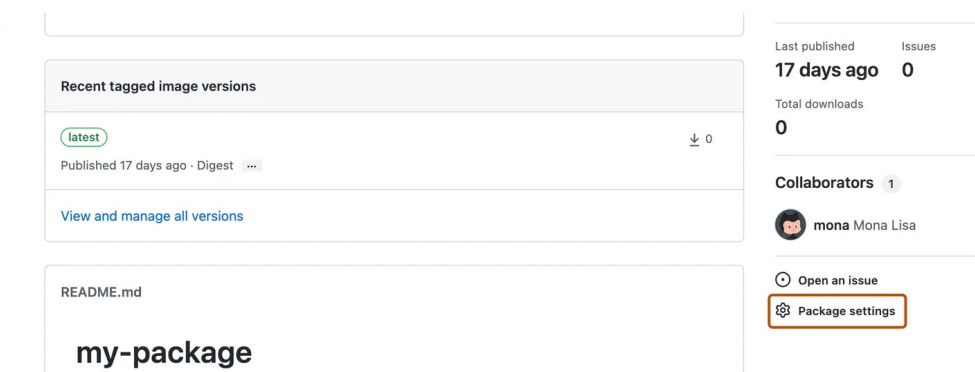 Recent tagged image versions
latest
0
Published 17 days ago · Digest ...
View and manage all versions
README.md
my-package
Last published Issues
17 days ago 0
Total downloads
0
Collaborators 1
mona Mona Lisa
Open an issue
Package settings